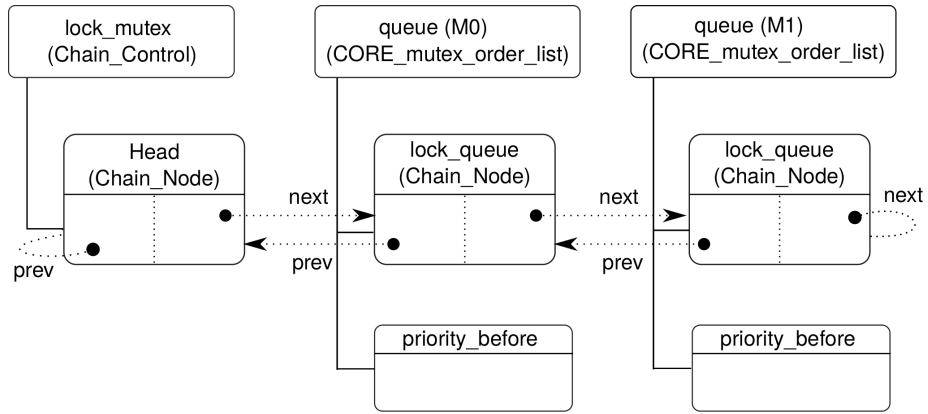 lock_mutex
(Chain_Control)
queue (M0)
(CORE_mutex_order_list)
queue (M1)
(CORE_mutex_order_list)
Head
(Chain_Node)
lock_queue
(Chain_Node)
lock_queue
(Chain_Node)
next
next
next
prev
prev
prev
priority_before
priority_before